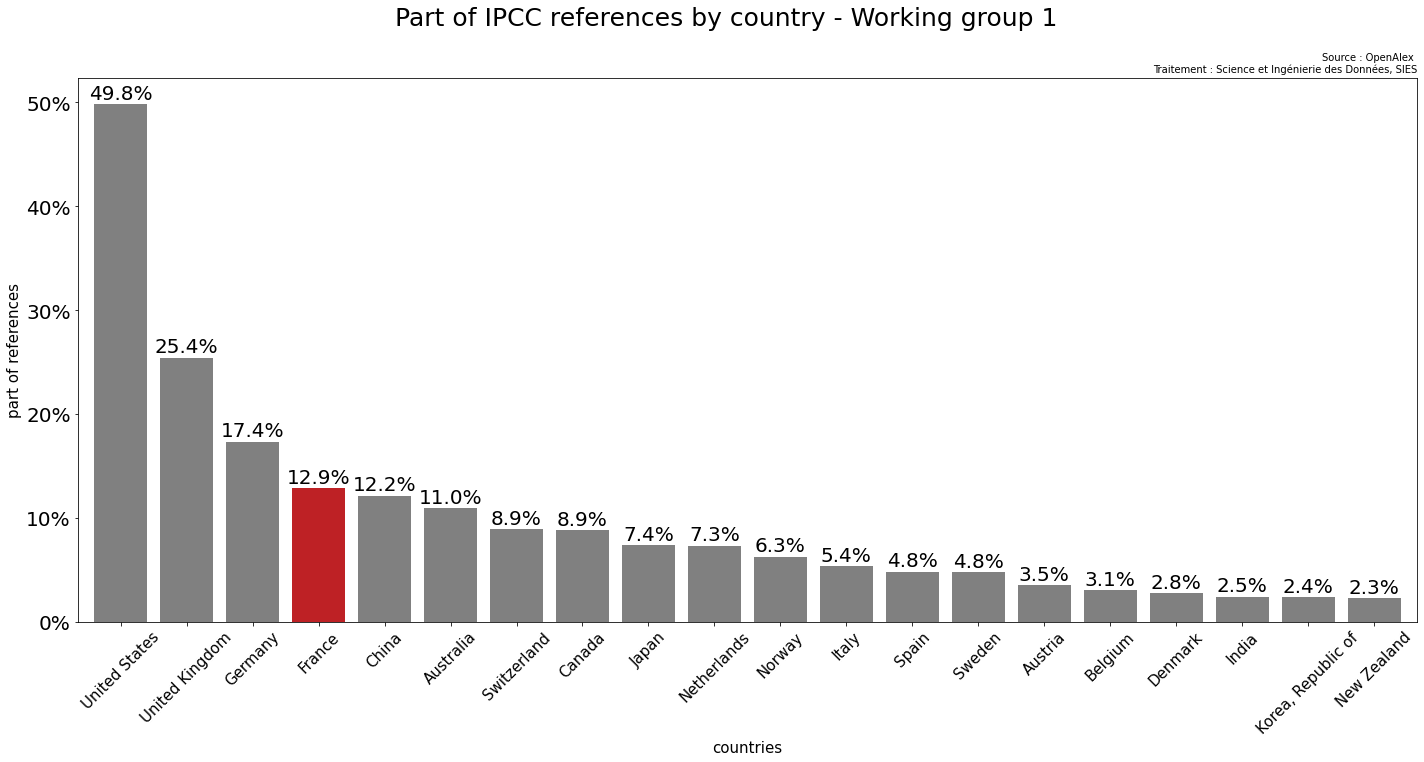 Part of IPCC references by country - Working group 1
Source : OpenAlex
Traitement : Science et Ingénierie des Données, SIES
part of references
50%
40%
30%
20%
10%
0%
49.8%
25.4%
17.4%
12.9%
12.2%
11.0%
8.9%
8.9%
7.4%
7.3%
6.3%
5.4%
4.8%
4.8%
3.5%
3.1%
2.8%
2.5%
2.4%
2.3%
United States
United Kingdom
Germany
France
China
Australia
Switzerland
Canada
Japan
Netherlands
Norway
Italy
Spain
Sweden
Austria
Belgium
Denmark
India
Korea, Republic of
New Zealand
countries